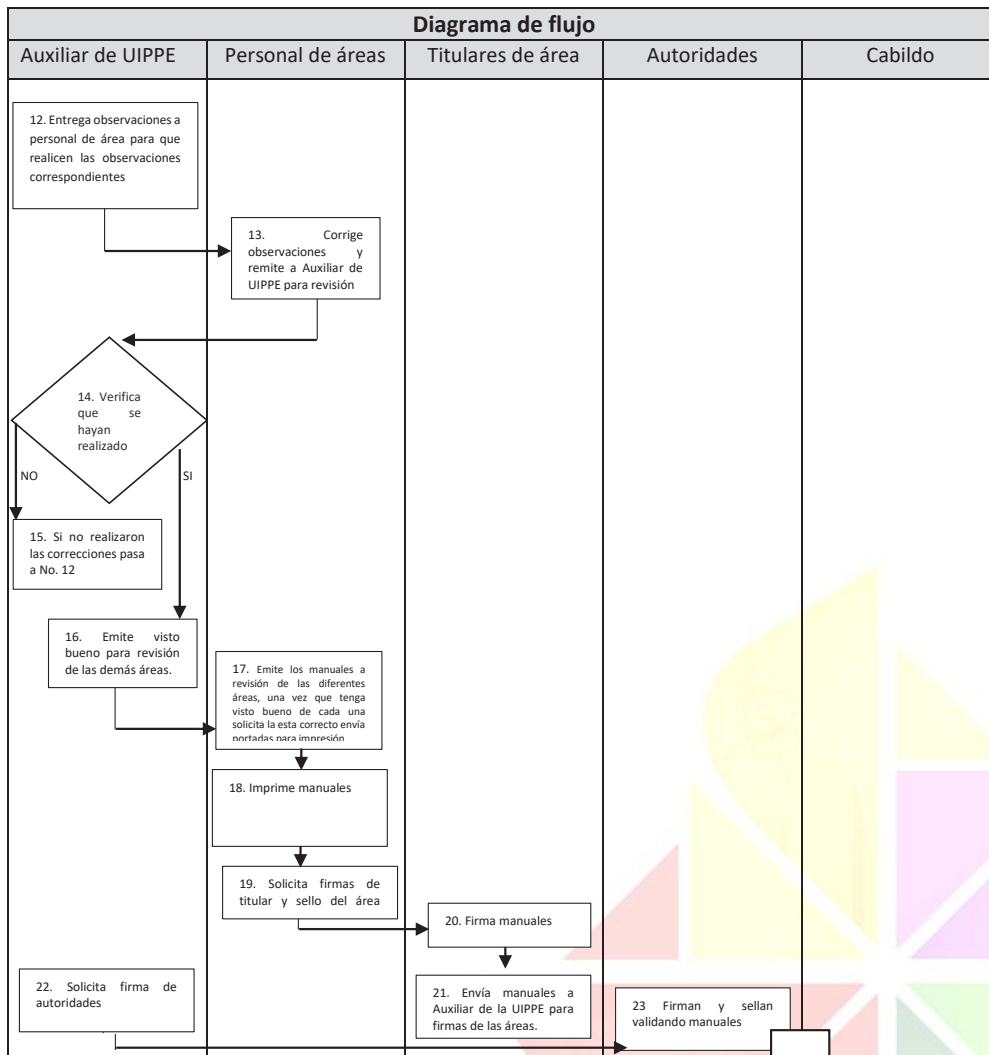 Diagrama de flujo
Auxiliar de UIPPE
Personal de áreas
Titulares de área
Autoridades
Cabildo
12. Entrega observaciones a
personal de área para que
realicen las observaciones
correspondientes
13. Corrige
observaciones y
remite a Auxiliar de
UIPPE para revisión
14. Verifica
que se
hayan
realizado
NO
SI
15. Si no realizaron
las correcciones pasa
a No. 12
16. Emite visto
bueno para revisión
de las demás áreas.
17. Emite los manuales a
revisión de las diferentes
áreas, una vez que tenga
visto bueno de cada una
solicita la esta correcto envía
portadas para impresión
18. Imprime manuales
19. Solicita firmas de
titular y sello del área
20. Firma manuales
21. Envía manuales a
Auxiliar de la UIPPE para
firmas de las áreas.
22. Solicita firma de
autoridades
23 Firman y sellan
validando manuales